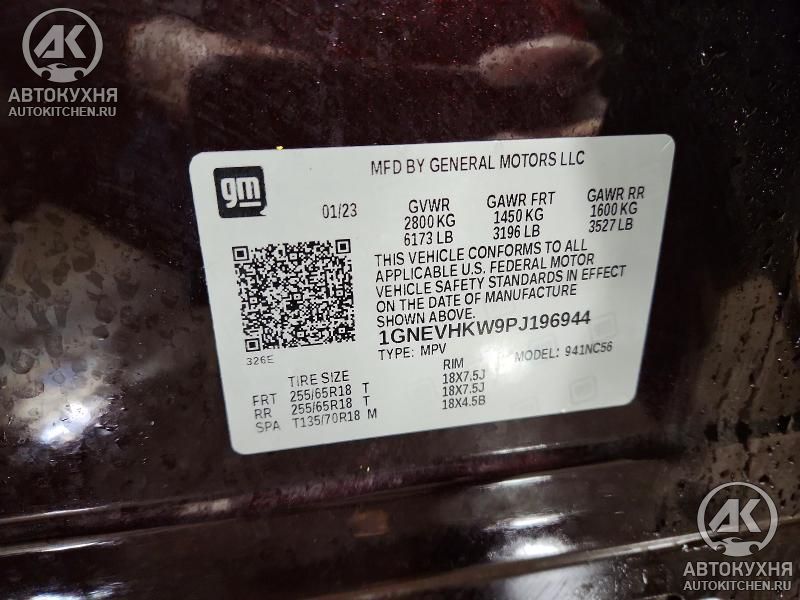 AK
АВТОКУХНЯ
AUTOKITCHEN.RU
gm
MFD BY GENERAL MOTORS LLC
01/23
GVWR GAWR FRT GAWR RR
2800 KG 1450 KG 1600 KG
6173 LB 3196 LB 3527 LB
THIS VEHICLE CONFORMS TO ALL
APPLICABLE U.S. FEDERAL MOTOR
VEHICLE SAFETY STANDARDS IN EFFECT
ON THE DATE OF MANUFACTURE
SHOWN ABOVE.
1GNEVHKW9PJ196944
TYPE: MPV MODEL: 941NC56
326E
TIRE SIZE RIM
FRT 255/65R18 T 18X7.5J
RR 255/65R18 T 18X7.5J
SPA T135/70R18 M 18X4.5B
AK
АВТОКУХНЯ
AUTOKITCHEN.RU